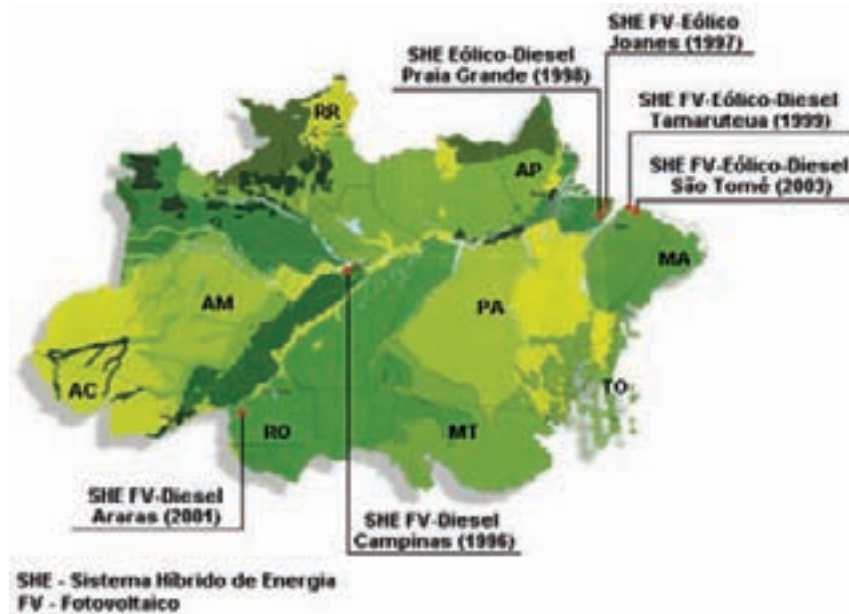 SHE FV-Eólico
Joanes (1997)
SHE Eólico-Diesel
Praia Grande (1998)
SHE FV-Eólico-Diesel
Tamaruteua (1999)
SHE FV-Eólico-Diesel
São Tomé (2003)
RR
AP
MA
AM
PA
AC
TO
RO
MT
SHE FV-Diesel
Araras (2001)
SHE FV-Diesel
Campinas (1996)
SHE - Sistema Híbrido de Energia
FV - Fotovoltaico